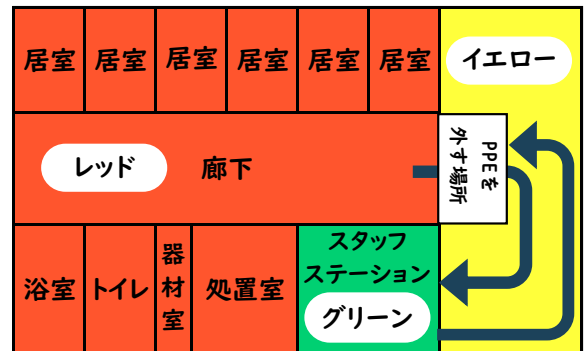 居室
居室
居室
居室
居室
居室
イエロー
レッド
廊下
PPEを
外す場所
浴室
トイレ
器材室
処置室
スタッフ
ステーション
グリーン